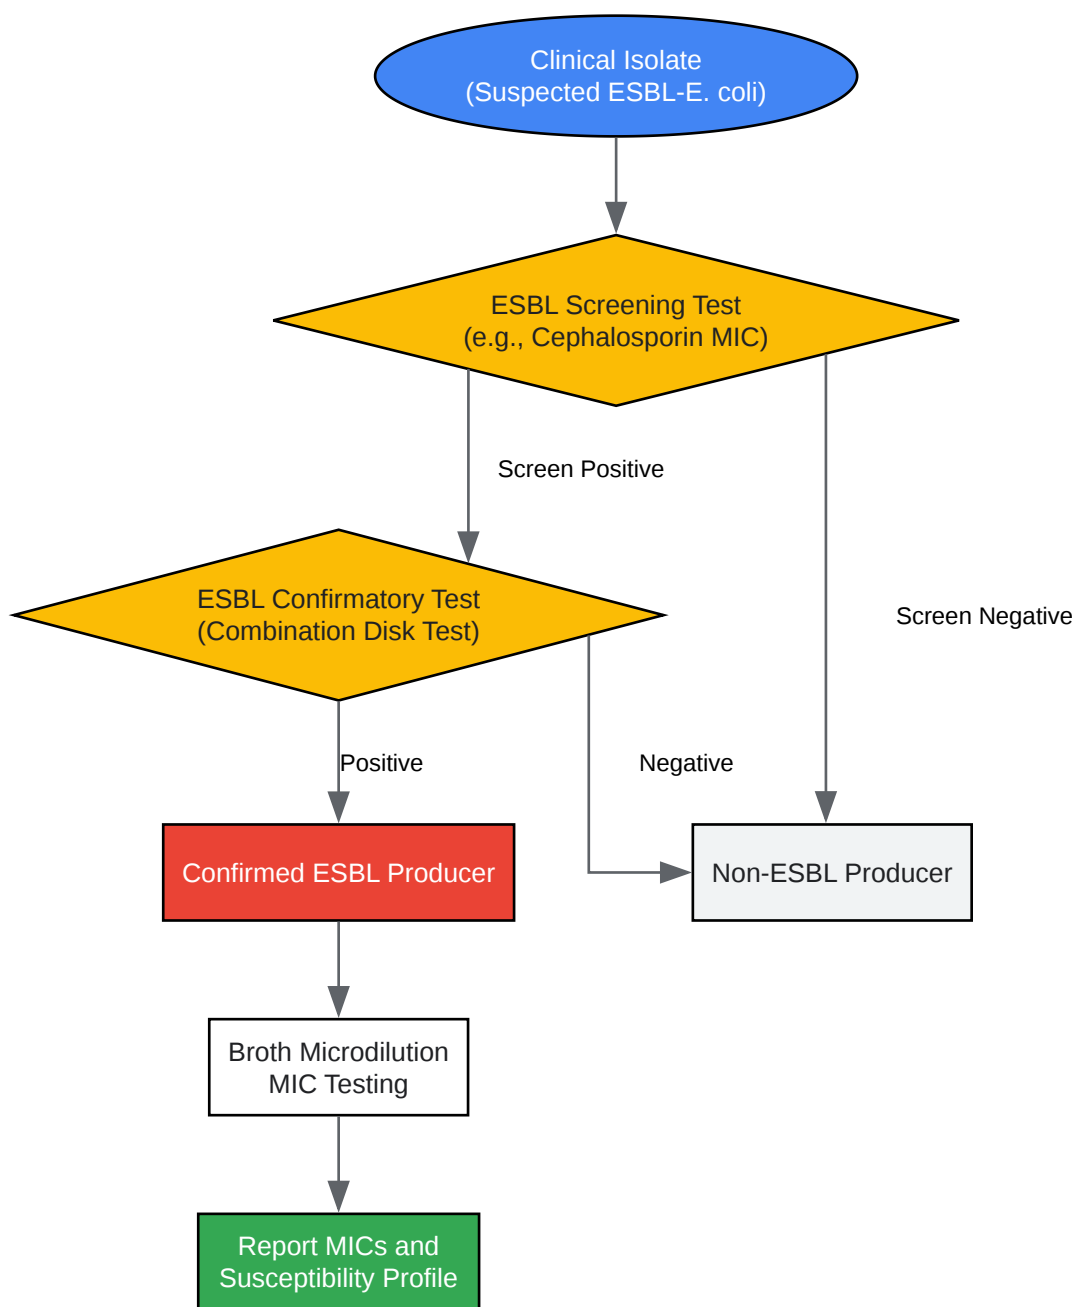 Clinical Isolate
(Suspected ESBL-E. coli)
ESBL Screening Test
(e.g., Cephalosporin MIC)
Screen Positive
ESBL Confirmatory Test
(Combination Disk Test)
Screen Negative
Positive
Negative
Confirmed ESBL Producer
Non-ESBL Producer
Broth Microdilution
MIC Testing
Report MICs and
Susceptibility Profile